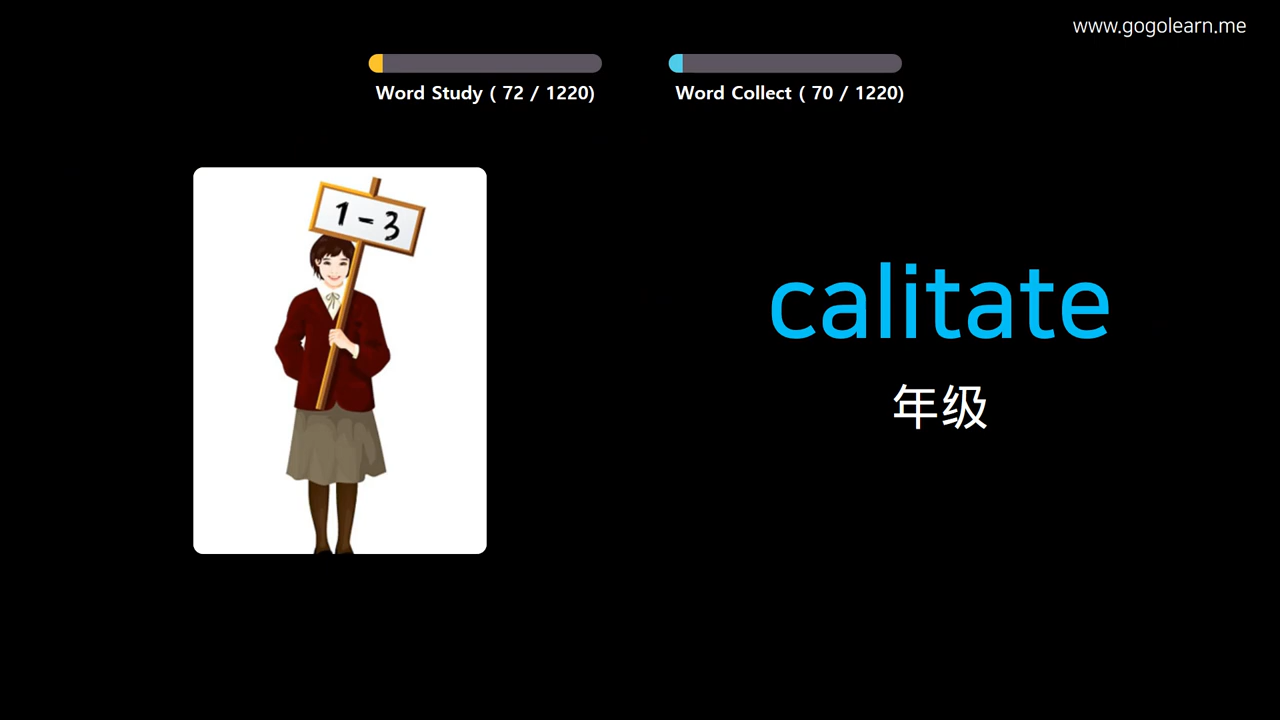 www.gogolearn.me
Word Study ( 72 / 1220)
Word Collect ( 70 / 1220)
1 - 3
calitate
年级